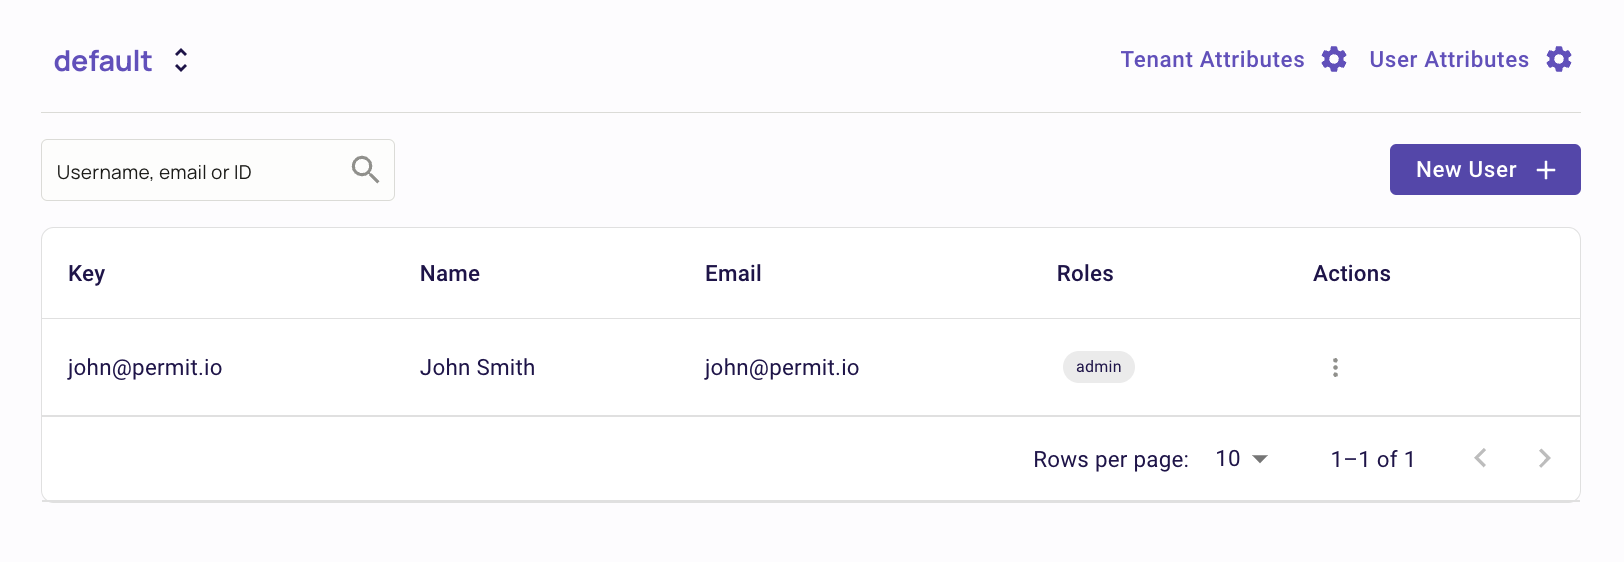 default
Tenant Attributes User Attributes
Username, email or ID
New User
Key Name Email Roles Actions
john@permit.io John Smith john@permit.io admin
Rows per page: 10 1–1 of 1